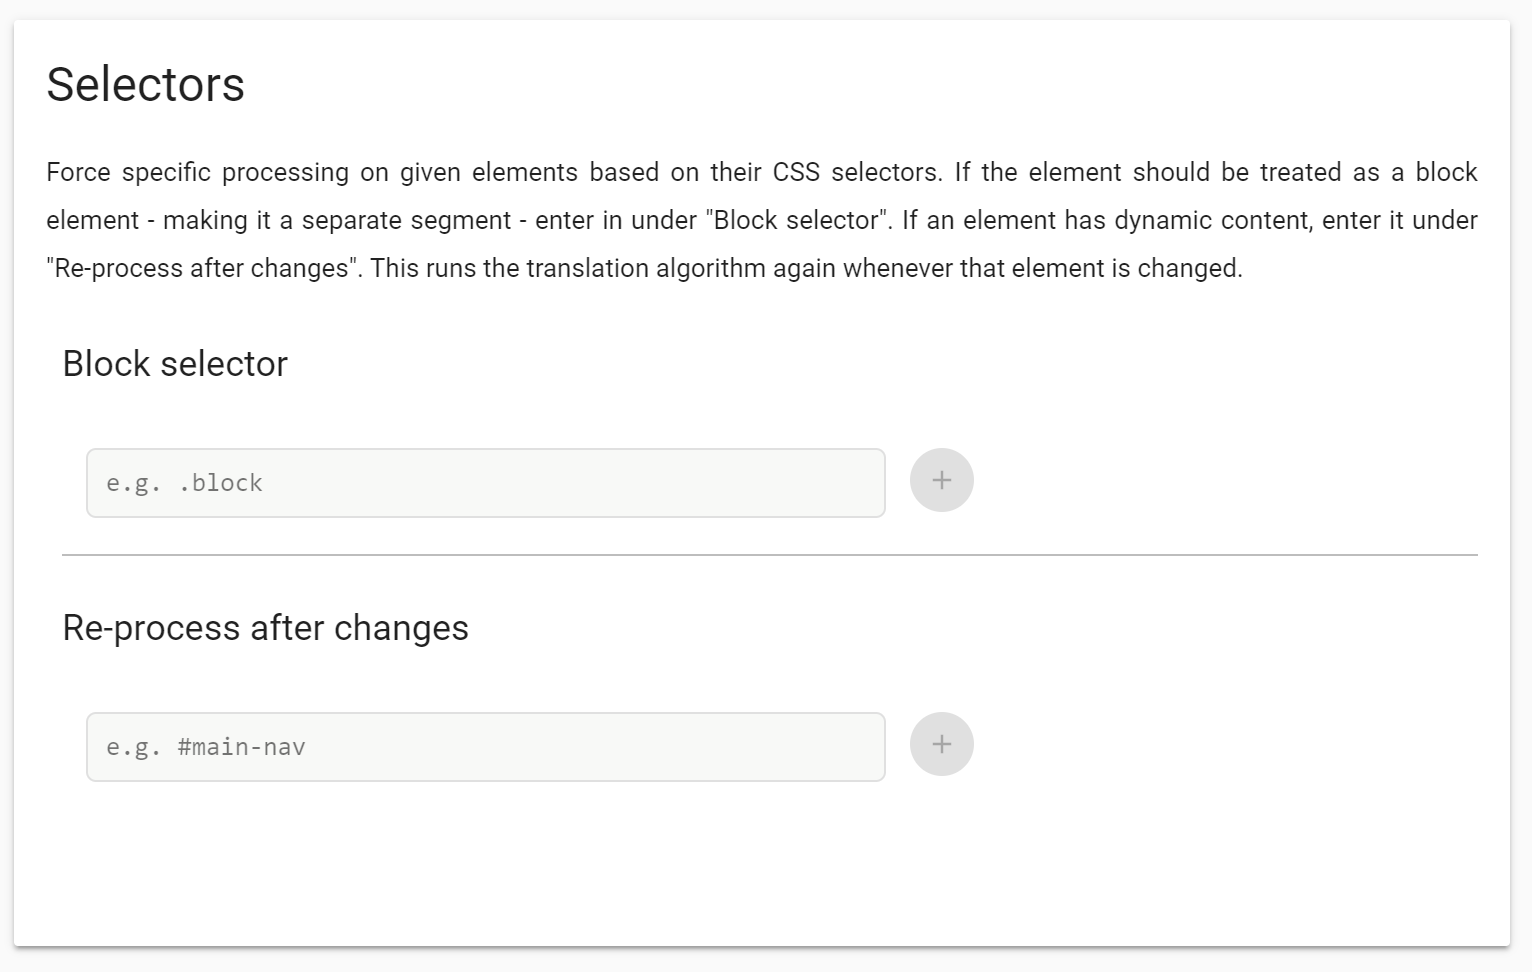 Selectors
Force specific processing on given elements based on their CSS selectors. If the element should be treated as a block
element - making it a separate segment - enter in under "Block selector". If an element has dynamic content, enter it under
"Re-process after changes". This runs the translation algorithm again whenever that element is changed.
Block selector
e.g. .block
+
Re-process after changes
e.g. #main-nav
+